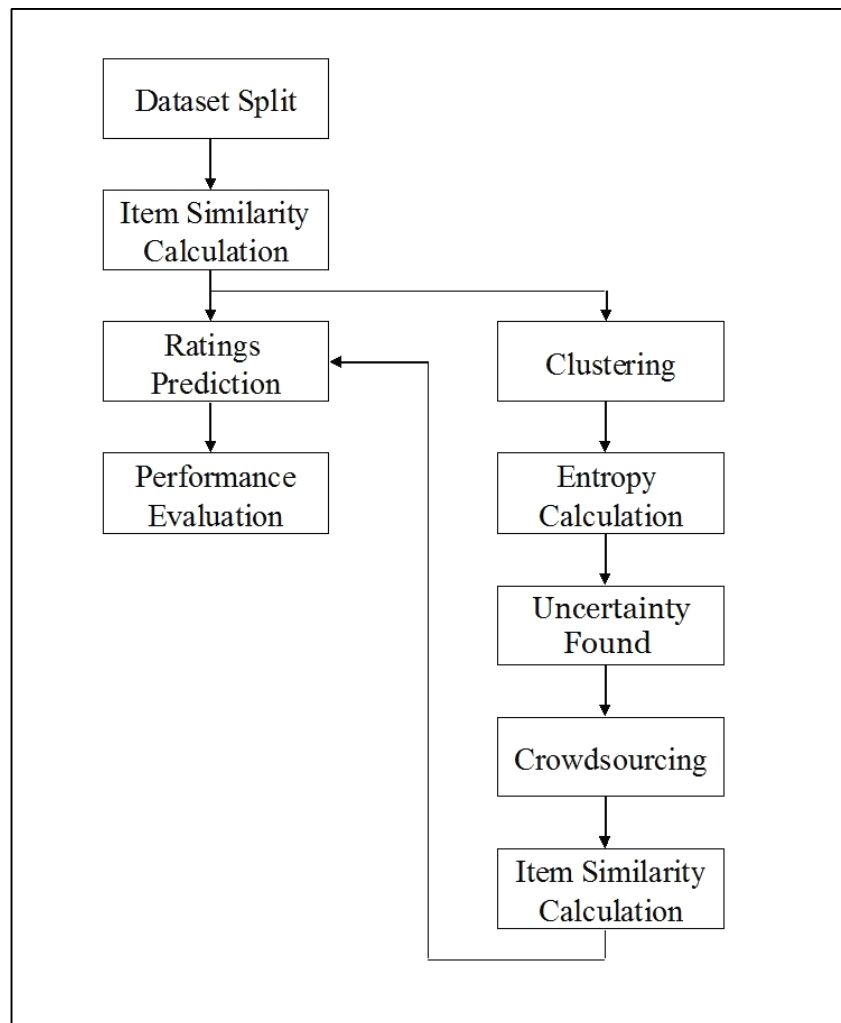 Dataset Split
Item Similarity
Calculation
Ratings
Prediction
Performance
Evaluation
Clustering
Entropy
Calculation
Uncertainty
Found
Crowdsourcing
Item Similarity
Calculation